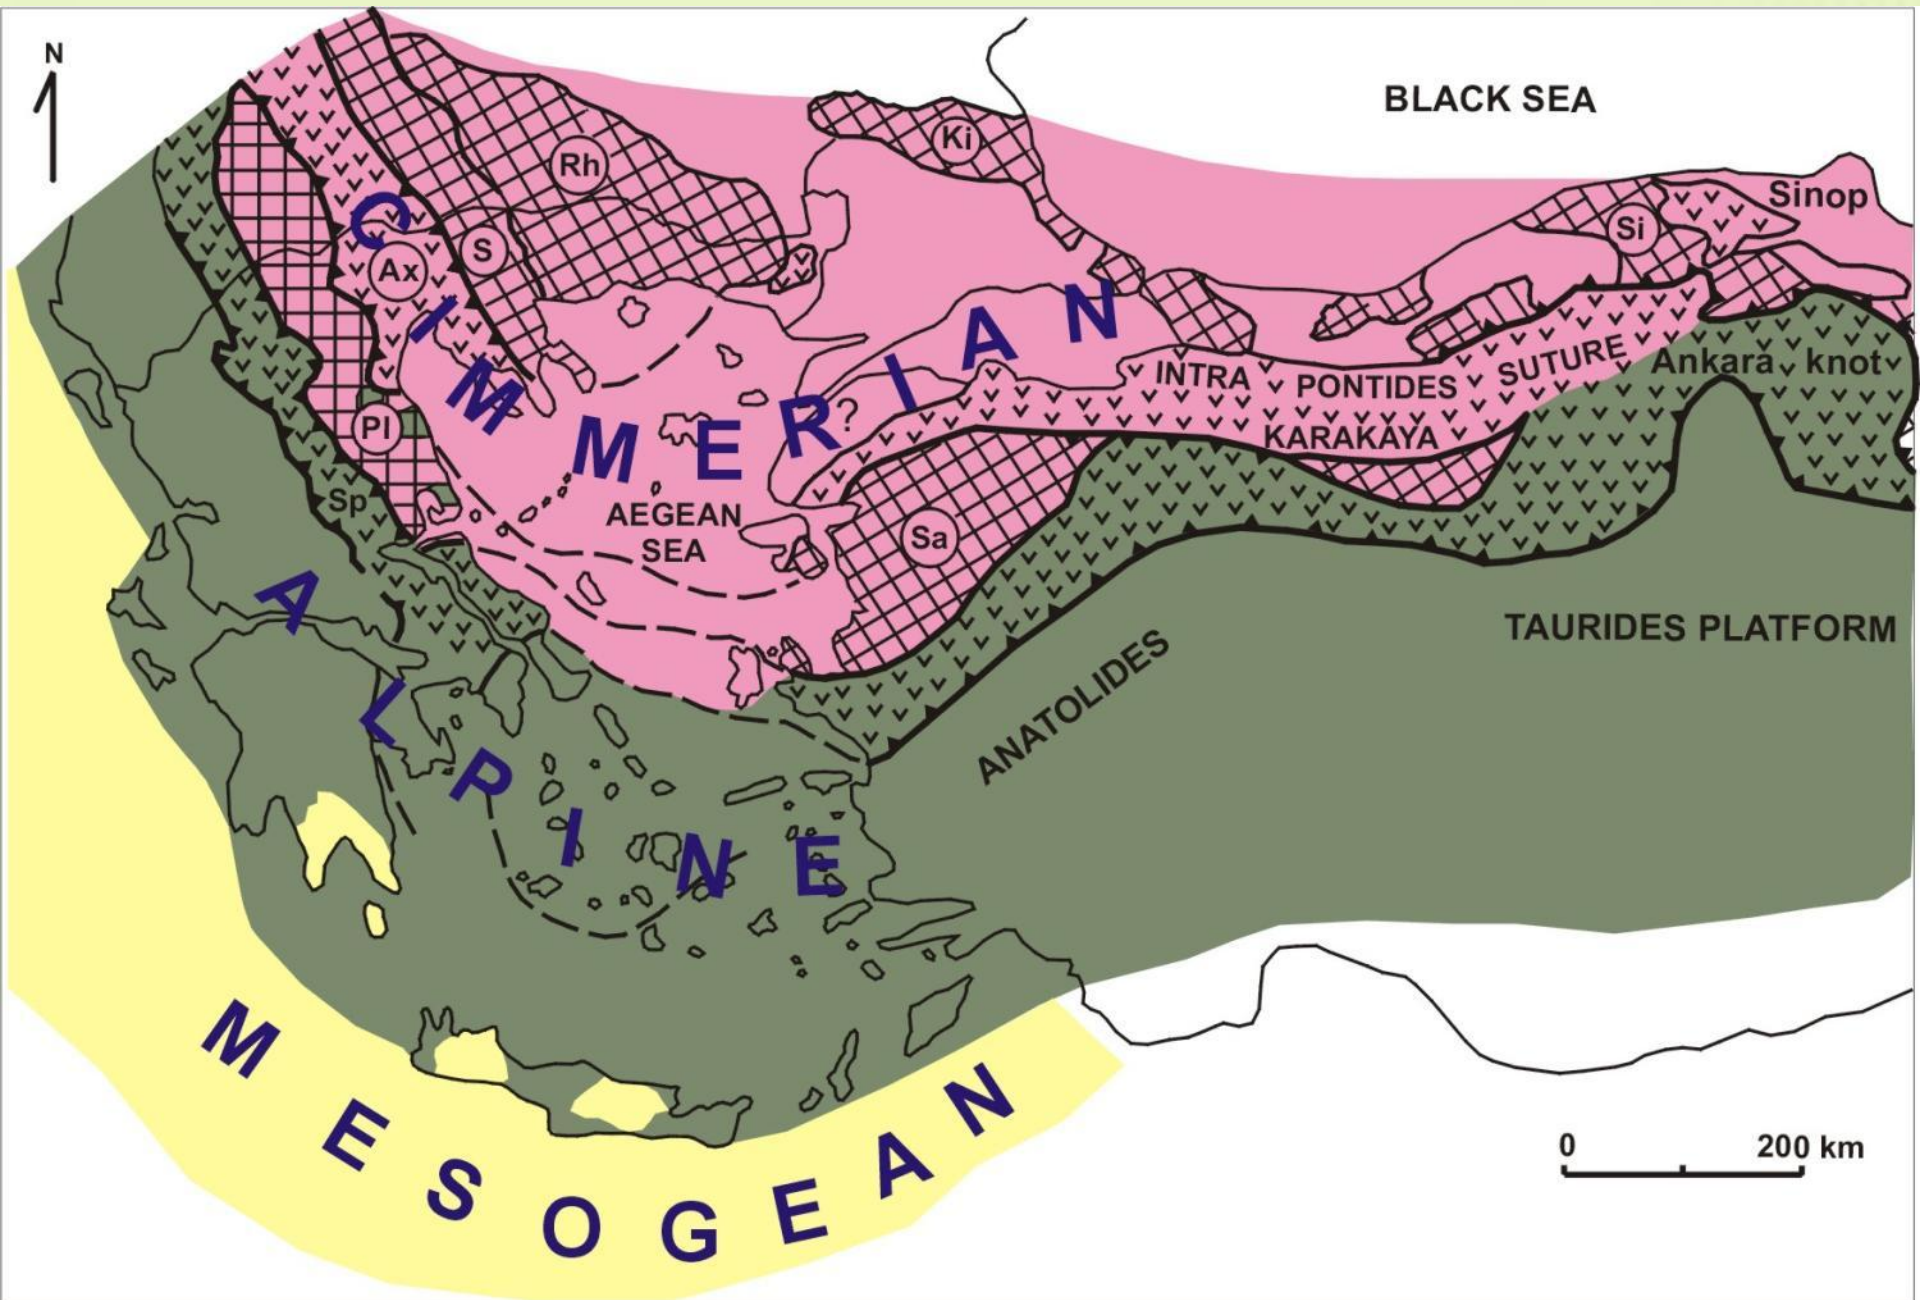 N
BLACK SEA
Ki
Rh
Sinop
Si
S
Ax
CIMMERIAN
INTRA PONTIDES SUTURE
KARAKAYA
Ankara knot
?
Pl
Sp
AEGEAN
SEA
Sa
TAURIDES PLATFORM
ANATOLIDES
ALPINE
MESOGEAN
0 200 km